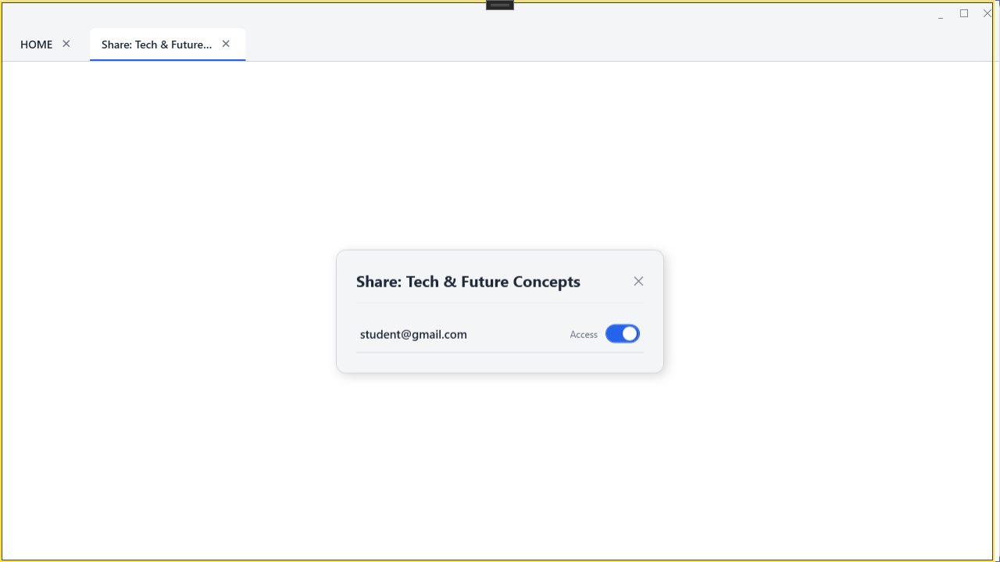 HOME
Share: Tech & Future...
Share: Tech & Future Concepts
student@gmail.com
Access